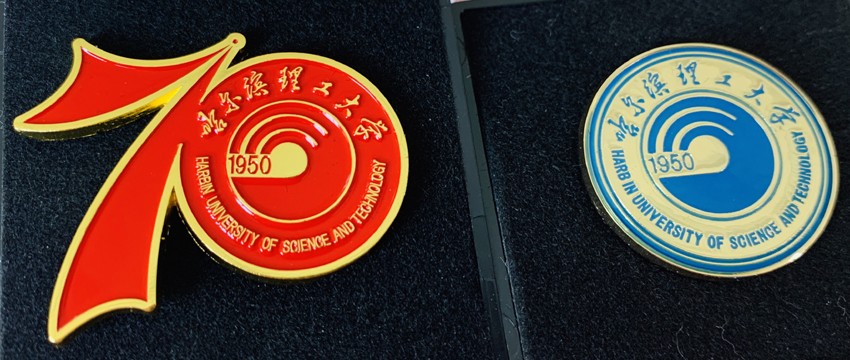 70
哈尔滨理工大学
1950
HARBIN UNIVERSITY OF SCIENCE AND TECHNOLOGY
哈尔滨理工大学
1950
HARBIN UNIVERSITY OF SCIENCE AND TECHNOLOGY